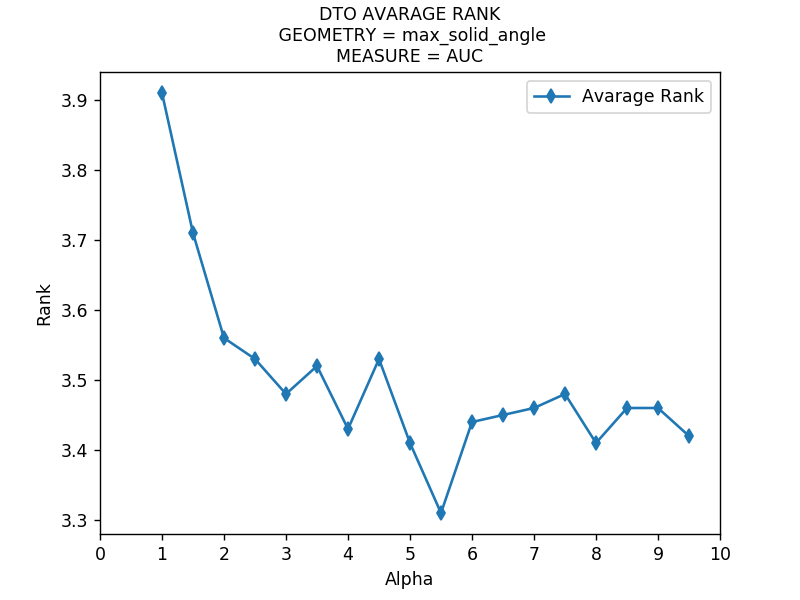 DTO AVARAGE RANK
GEOMETRY = max_solid_angle
MEASURE = AUC
Avarage Rank
3.9
3.8
3.7
3.6
3.5
3.4
3.3
Rank
0 1 2 3 4 5 6 7 8 9 10
Alpha